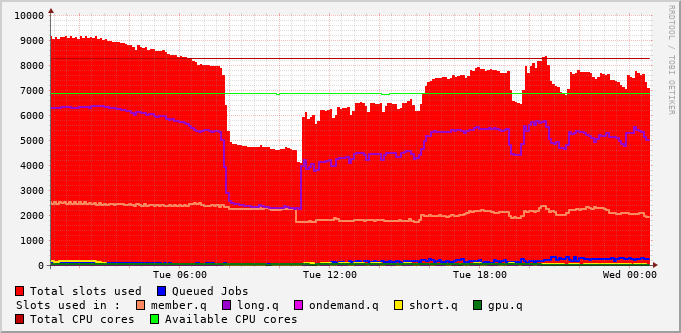 10000
9000
8000
7000
6000
5000
4000
3000
2000
1000
0
Tue 06:00 Tue 12:00 Tue 18:00 Wed 00:00
RRDTOOL / TOBI OETIKER
Total slots used Queued Jobs
Slots used in : member.q long.q ondemand.q short.q gpu.q
Total CPU cores Available CPU cores